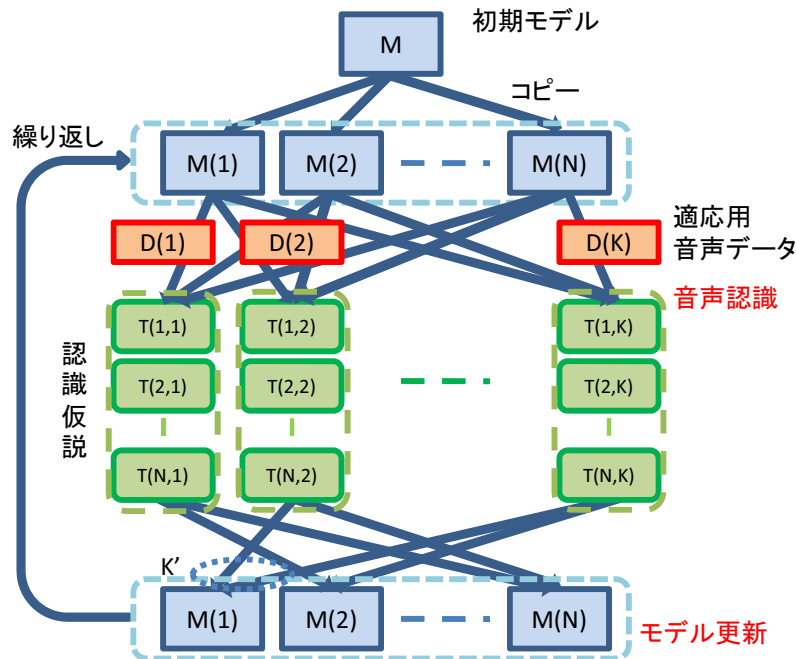 初期モデル
M
コピー
繰り返し
M(1)
M(2)
M(N)
適応用
音声データ
D(1)
D(2)
D(K)
音声認識
認識仮説
T(1,1)
T(1,2)
T(1,K)
T(2,1)
T(2,2)
T(2,K)
T(N,1)
T(N,2)
T(N,K)
K’
M(1)
M(2)
M(N)
モデル更新